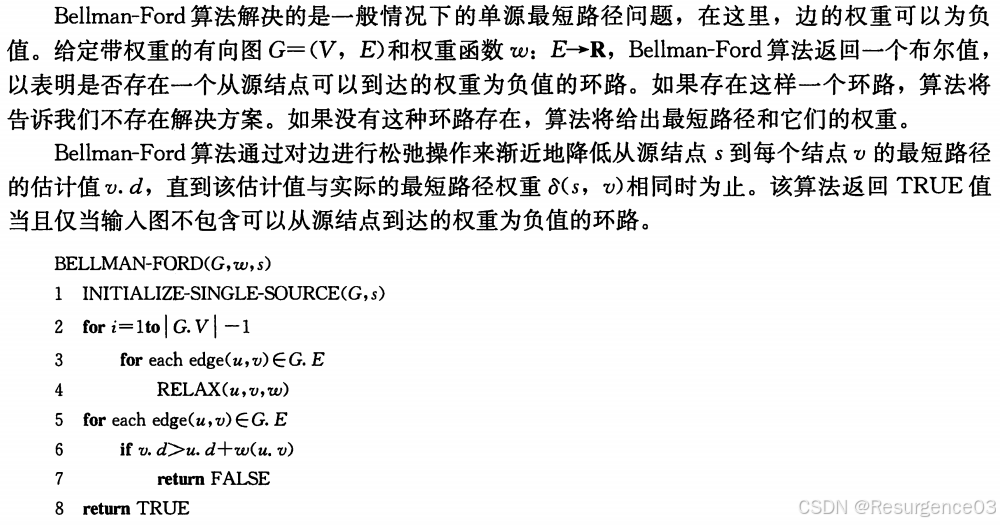 Bellman-Ford 算法解决的是一般情况下的单源最短路径问题，在这里，边的权重可以为负
值。给定带权重的有向图 G=(V, E)和权重函数 w: E→R，Bellman-Ford 算法返回一个布尔值，
以表明是否存在一个从源结点可以到达的权重为负值的环路。如果存在这样一个环路，算法将
告诉我们不存在解决方案。如果没有这种环路存在，算法将给出最短路径和它们的权重。
Bellman-Ford 算法通过对边进行松弛操作来渐近地降低从源结点 s 到每个结点 v 的最短路径
的估计值 v.d，直到该估计值与实际的最短路径权重 δ(s, v)相同时为止。该算法返回 TRUE 值
当且仅当输入图不包含可以从源结点到达的权重为负值的环路。
BELLMAN-FORD(G,w,s)
1 INITIALIZE-SINGLE-SOURCE(G,s)
2 for i=1to|G.V|-1
3 for each edge(u,v)∈G.E
4 RELAX(u,v,w)
5 for each edge(u,v)∈G.E
6 if v.d>u.d+w(u.v)
7 return FALSE
8 return TRUE
CSDN @Resurgence03